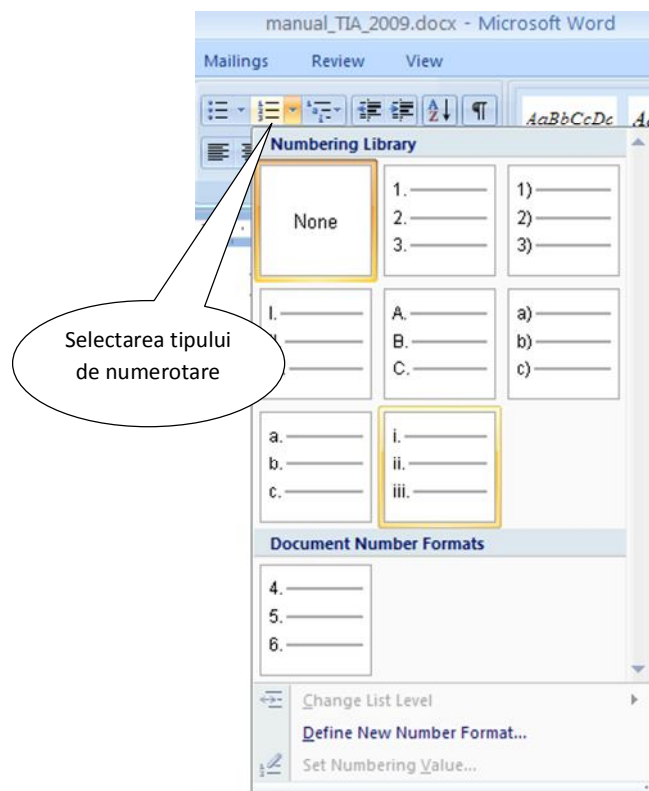 manual_TIA_2009.docx - Microsoft Word
Mailings Review View
AaBbCcDc
Numbering Library
None
1.
2.
3.
1)
2)
3)
I.
A.
B.
C.
a)
b)
c)
Selectarea tipului
de numerotare
a.
b.
c.
i.
ii.
iii.
Document Number Formats
4.
5.
6.
Change List Level
Define New Number Format...
Set Numbering Value...